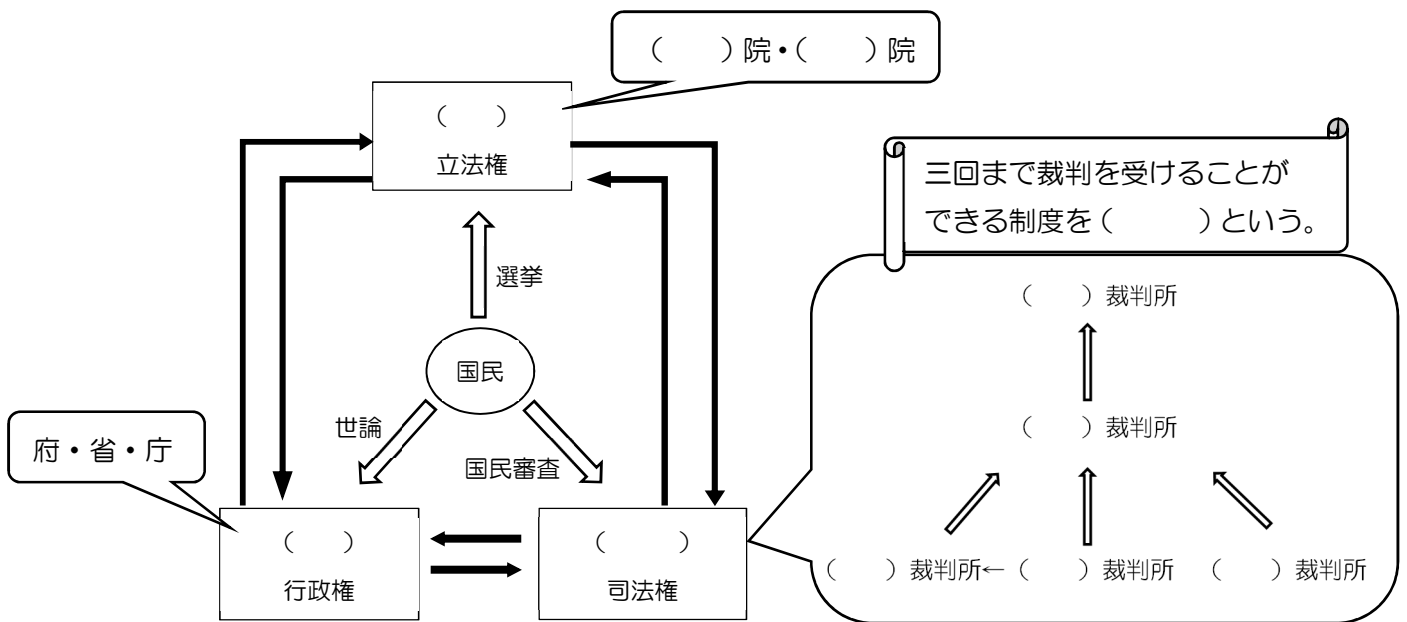 （　　）院・（　　）院
（　　）
立法権
三回まで裁判を受けることが
できる制度を（　　　）という。
選挙
国民
世論
国民審査
府・省・庁
（　　）
行政権
（　　　）
司法権
（　　）裁判所
（　　）裁判所
（　　）裁判所←（　　）裁判所　（　　）裁判所